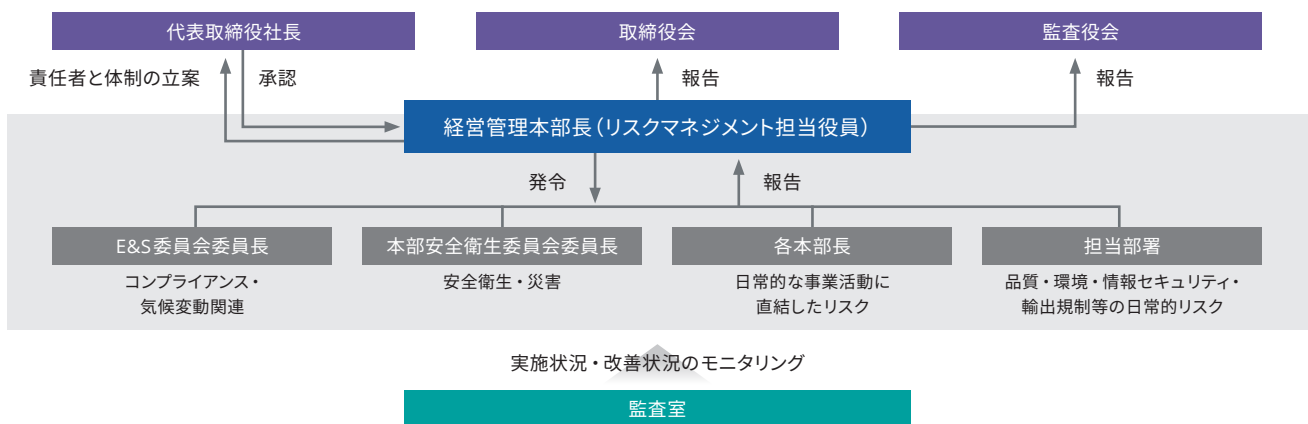 代表取締役社長
取締役会
監査役会
責任者と体制の立案
承認
報告
報告
経営管理本部長（リスクマネジメント担当役員）
発令
報告
E&S委員会委員長
本部安全衛生委員会委員長
各本部長
担当部署
コンプライアンス・
気候変動関連
安全衛生・災害
日常的な事業活動に
直結したリスク
品質・環境・情報セキュリティ・
輸出規制等の日常的リスク
実施状況・改善状況のモニタリング
監査室